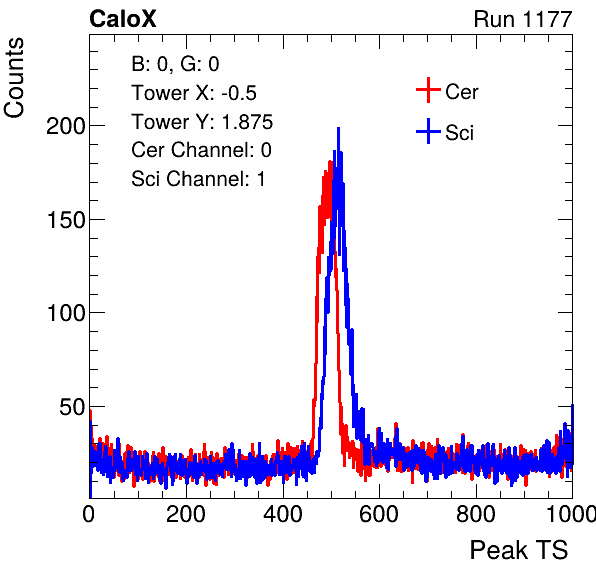 CaloX Run 1177
Counts
B: 0, G: 0
Tower X: -0.5
Tower Y: 1.875
Cer Channel: 0
Sci Channel: 1
Cer
Sci
200
150
100
50
0 200 400 600 800 1000
Peak TS